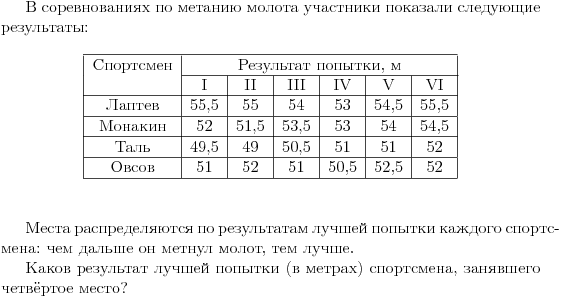 В соревнованиях по метанию молота участники показали следующие
результаты:
Спортсмен Результат попытки, м
I II III IV V VI
Лаптев 55,5 55 54 53 54,5 55,5
Монакин 52 51,5 53,5 53 54 54,5
Таль 49,5 49 50,5 51 51 52
Овсов 51 52 51 50,5 52,5 52
Места распределяются по результатам лучшей попытки каждого спортс-
мена: чем дальше он метнул молот, тем лучше.
Каков результат лучшей попытки (в метрах) спортсмена, занявшего
четвёртое место?